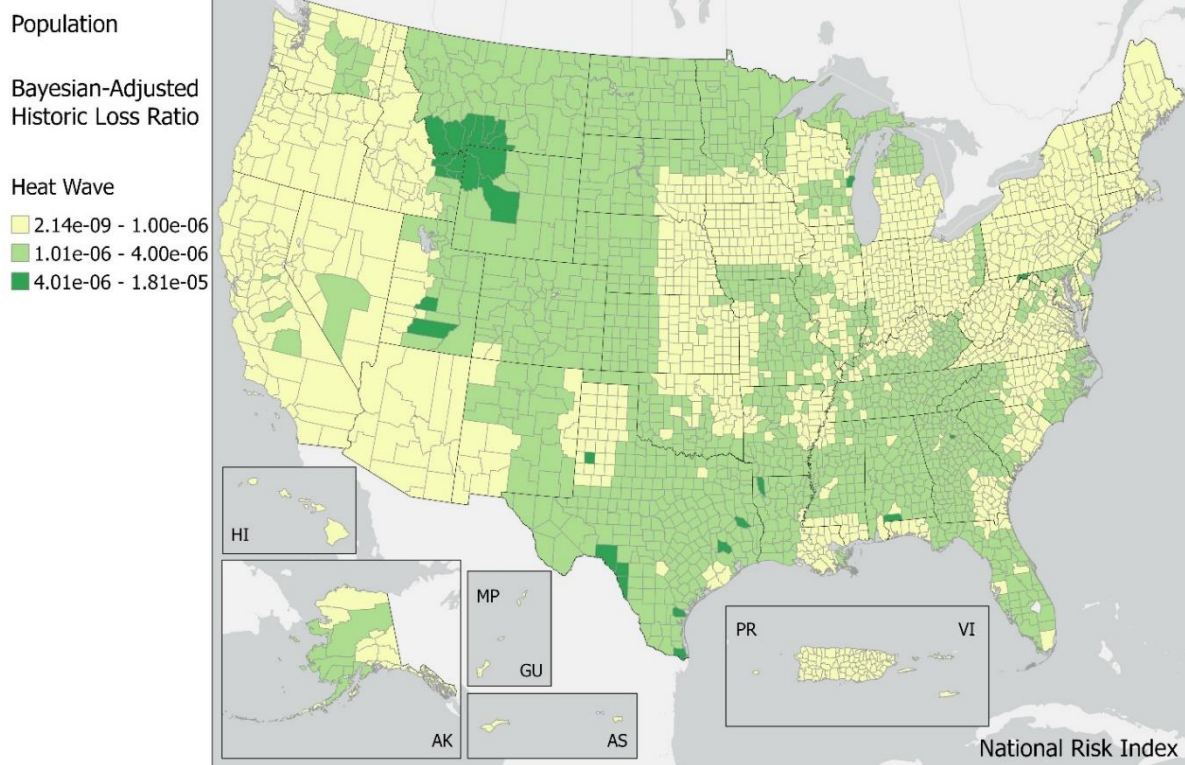 Population
Bayesian-Adjusted
Historic Loss Ratio
Heat Wave
2.14e-09 - 1.00e-06
1.01e-06 - 4.00e-06
4.01e-06 - 1.81e-05
HI
AK
MP
GU
AS
PR
VI
National Risk Index